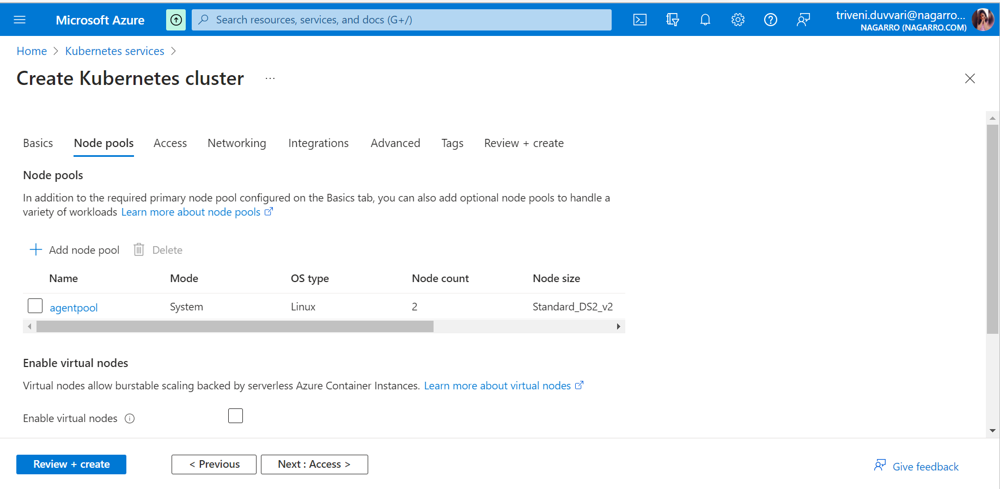 Microsoft Azure
Search resources, services, and docs (G+/)
triveni.duvvari@nagarro...
NAGARRO (NAGARRO.COM)
Home > Kubernetes services >
Create Kubernetes cluster ...
Basics Node pools Access Networking Integrations Advanced Tags Review + create
Node pools
In addition to the required primary node pool configured on the Basics tab, you can also add optional node pools to handle a
variety of workloads Learn more about node pools
Add node pool Delete
Name Mode OS type Node count Node size
agentpool System Linux 2 Standard_DS2_v2
Enable virtual nodes
Virtual nodes allow burstable scaling backed by serverless Azure Container Instances. Learn more about virtual nodes
Enable virtual nodes
Review + create < Previous Next : Access > Give feedback